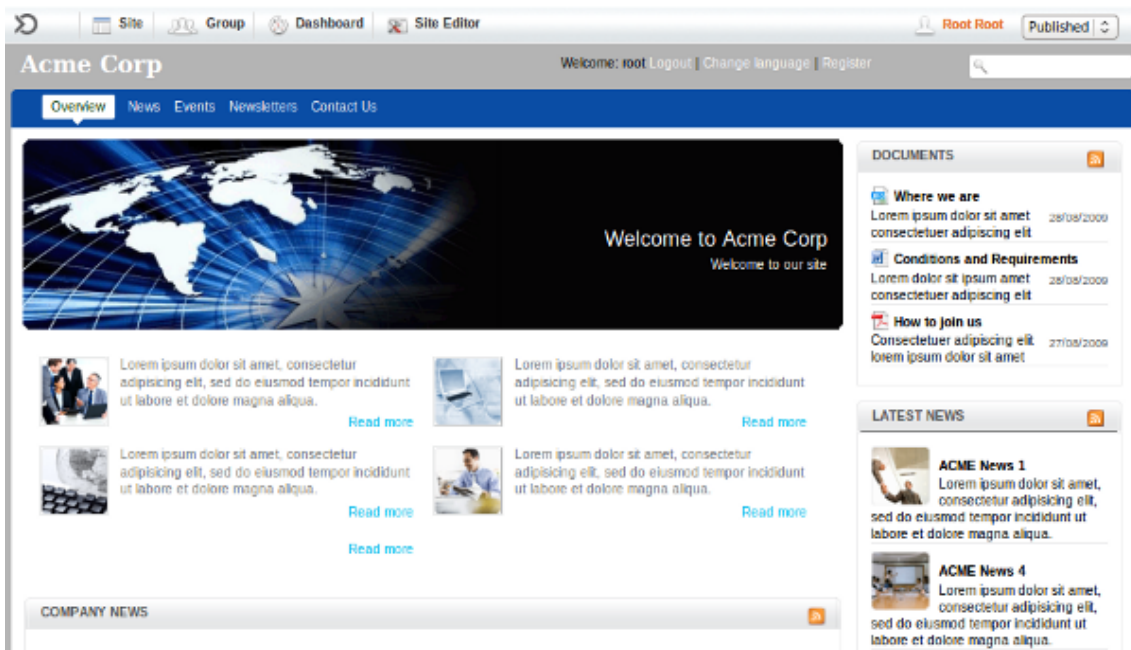 Site Group Dashboard Site Editor Root Root Published
Acme Corp Welcome: root Logout | Change language | Register
Overview News Events Newsletters Contact Us
Welcome to Acme Corp
Welcome to our site
Lorem ipsum dolor sit amet, consectetur
adipisicing elit, sed do eiusmod tempor incididunt
ut labore et dolore magna aliqua.
Read more
Lorem ipsum dolor sit amet, consectetur
adipisicing elit, sed do eiusmod tempor incididunt
ut labore et dolore magna aliqua.
Read more
Lorem ipsum dolor sit amet, consectetur
adipisicing elit, sed do eiusmod tempor incididunt
ut labore et dolore magna aliqua.
Read more
Lorem ipsum dolor sit amet, consectetur
adipisicing elit, sed do eiusmod tempor incididunt
ut labore et dolore magna aliqua.
Read more
Read more
COMPANY NEWS
DOCUMENTS
Where we are
Lorem ipsum dolor sit amet 28/08/2009
consectetuer adipiscing elit
Conditions and Requirements
Lorem dolor sit ipsum amet 28/08/2009
consectetuer adipiscing elit
How to join us
Consectetuer adipiscing elit 27/08/2009
lorem ipsum dolor sit amet
LATEST NEWS
ACME News 1
Lorem ipsum dolor sit amet,
consectetur adipisicing elit,
sed do eiusmod tempor incididunt ut
labore et dolore magna aliqua.
ACME News 4
Lorem ipsum dolor sit amet,
consectetur adipisicing elit,
sed do eiusmod tempor incididunt ut
labore et dolore magna aliqua.